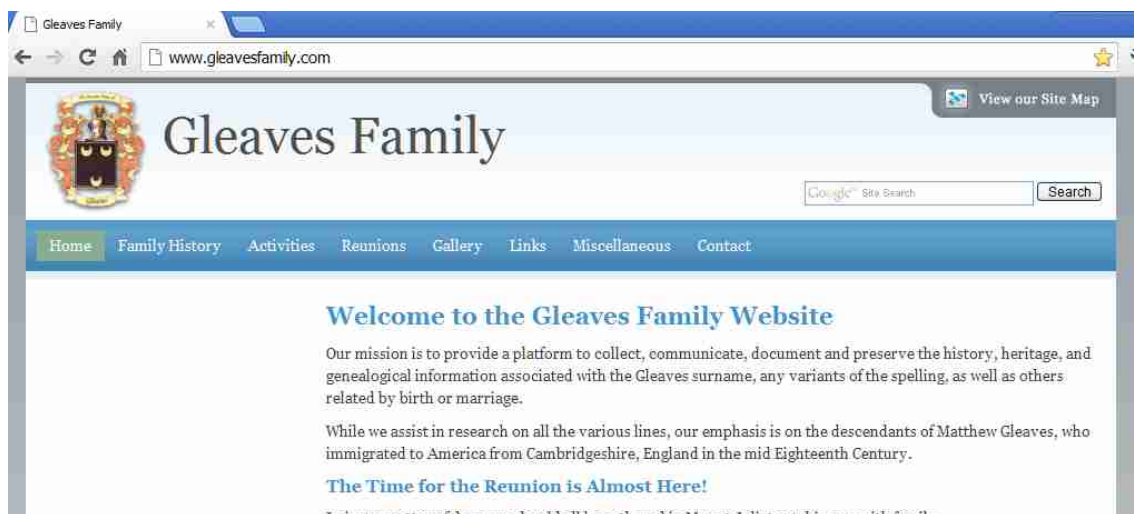 Gleaves Family
www.gleavesfamily.com
View our Site Map
Gleaves Family
Google™ Site Search
Search
Home Family History Activities Reunions Gallery Links Miscellaneous Contact
Welcome to the Gleaves Family Website
Our mission is to provide a platform to collect, communicate, document and preserve the history, heritage, and
genealogical information associated with the Gleaves surname, any variants of the spelling, as well as others
related by birth or marriage.
While we assist in research on all the various lines, our emphasis is on the descendants of Matthew Gleaves, who
immigrated to America from Cambridgeshire, England in the mid Eighteenth Century.
The Time for the Reunion is Almost Here!